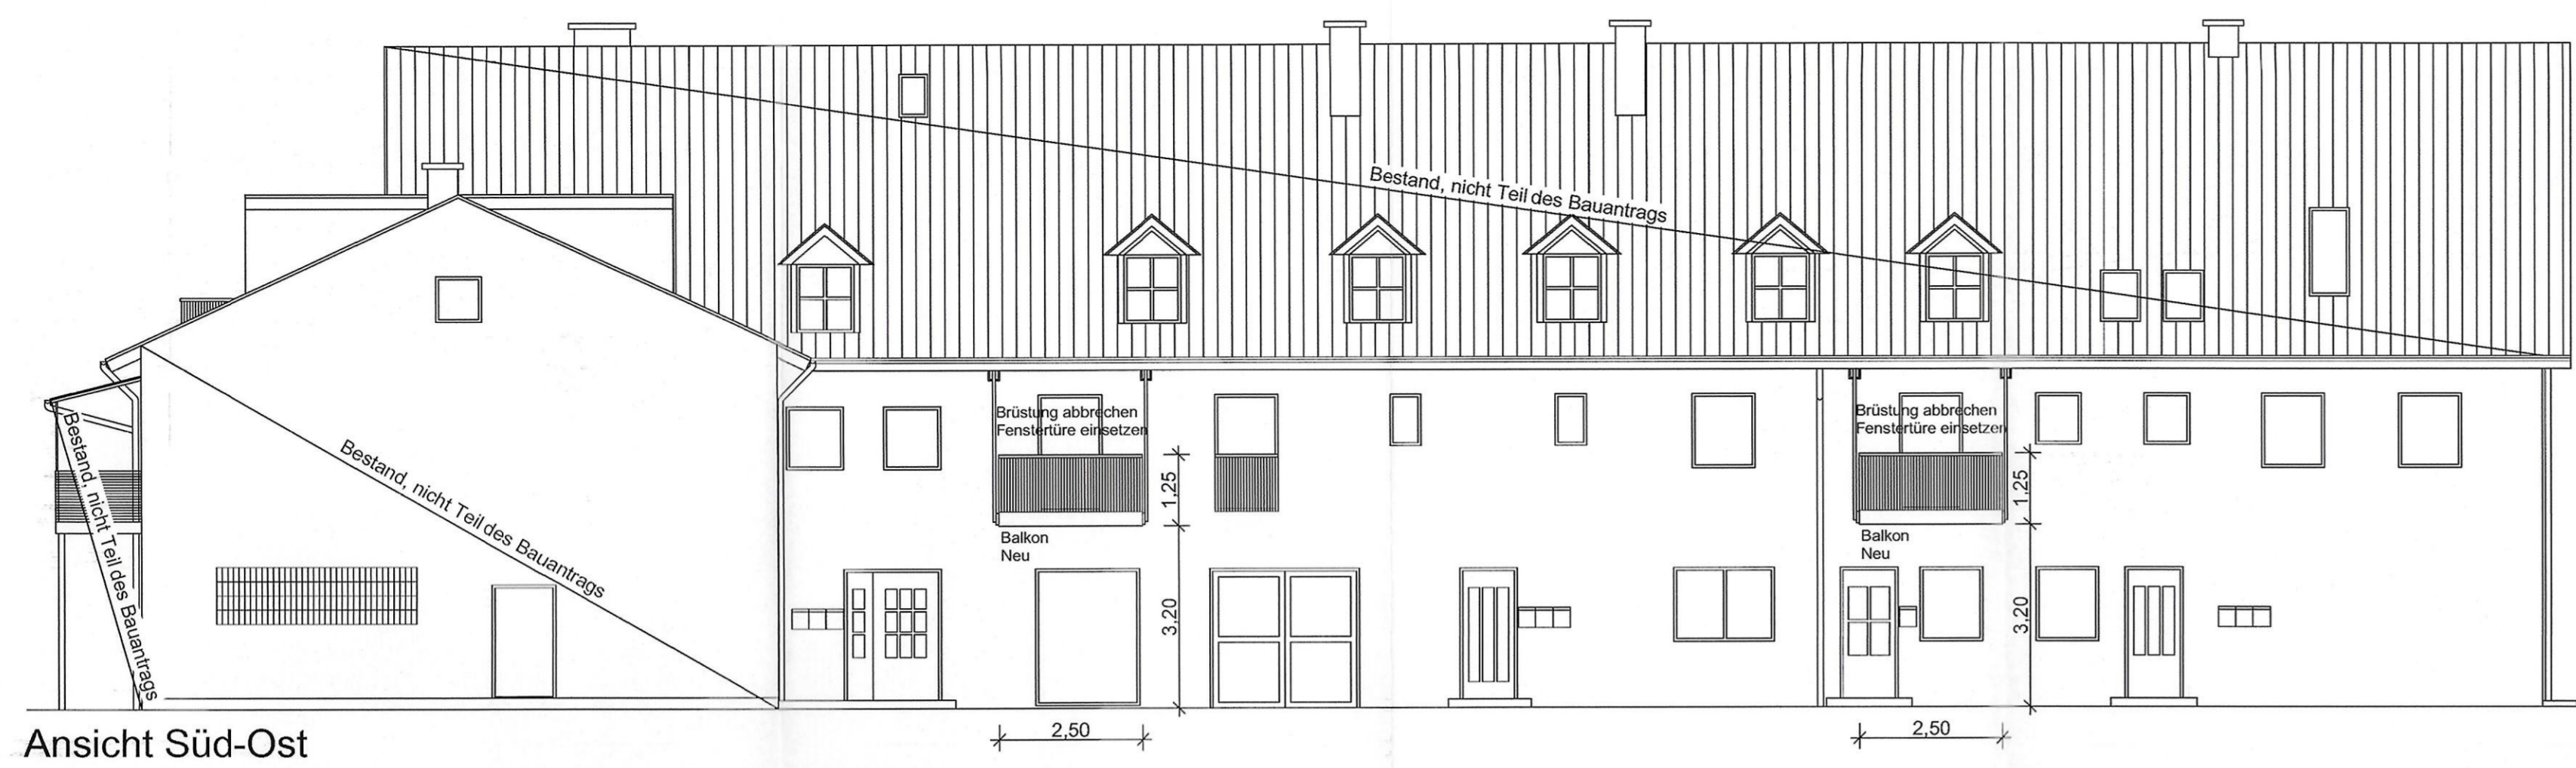 Bestand, nicht Teil des Bauantrags
Bestand, nicht Teil des Bauantrags
Bestand, nicht Teil des Bauantrags
Brüstung abbrechen
Fenstertüre einsetzen
1,25
Balkon
Neu
3,20
2,50
Brüstung abbrechen
Fenstertüre einsetzen
1,25
Balkon
Neu
3,20
2,50
Ansicht Süd-Ost